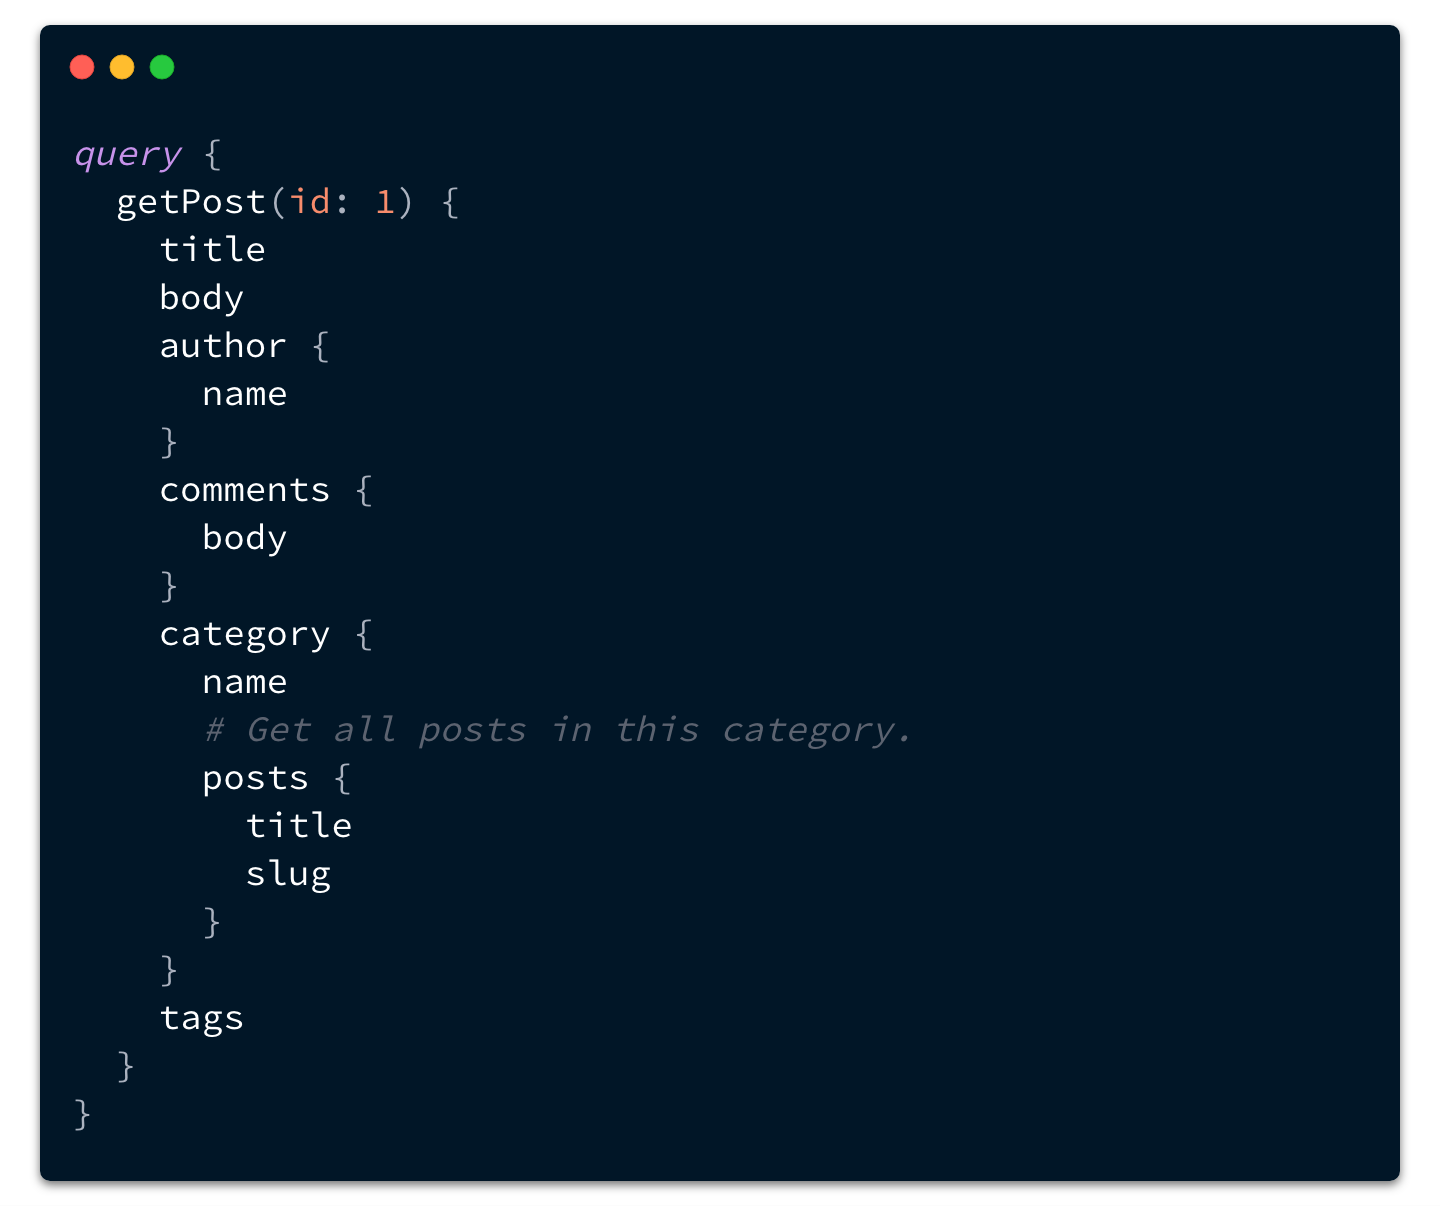 query {
  getPost(id: 1) {
    title
    body
    author {
      name
    }
    comments {
      body
    }
    category {
      name
      # Get all posts in this category.
      posts {
        title
        slug
      }
    }
    tags
  }
}